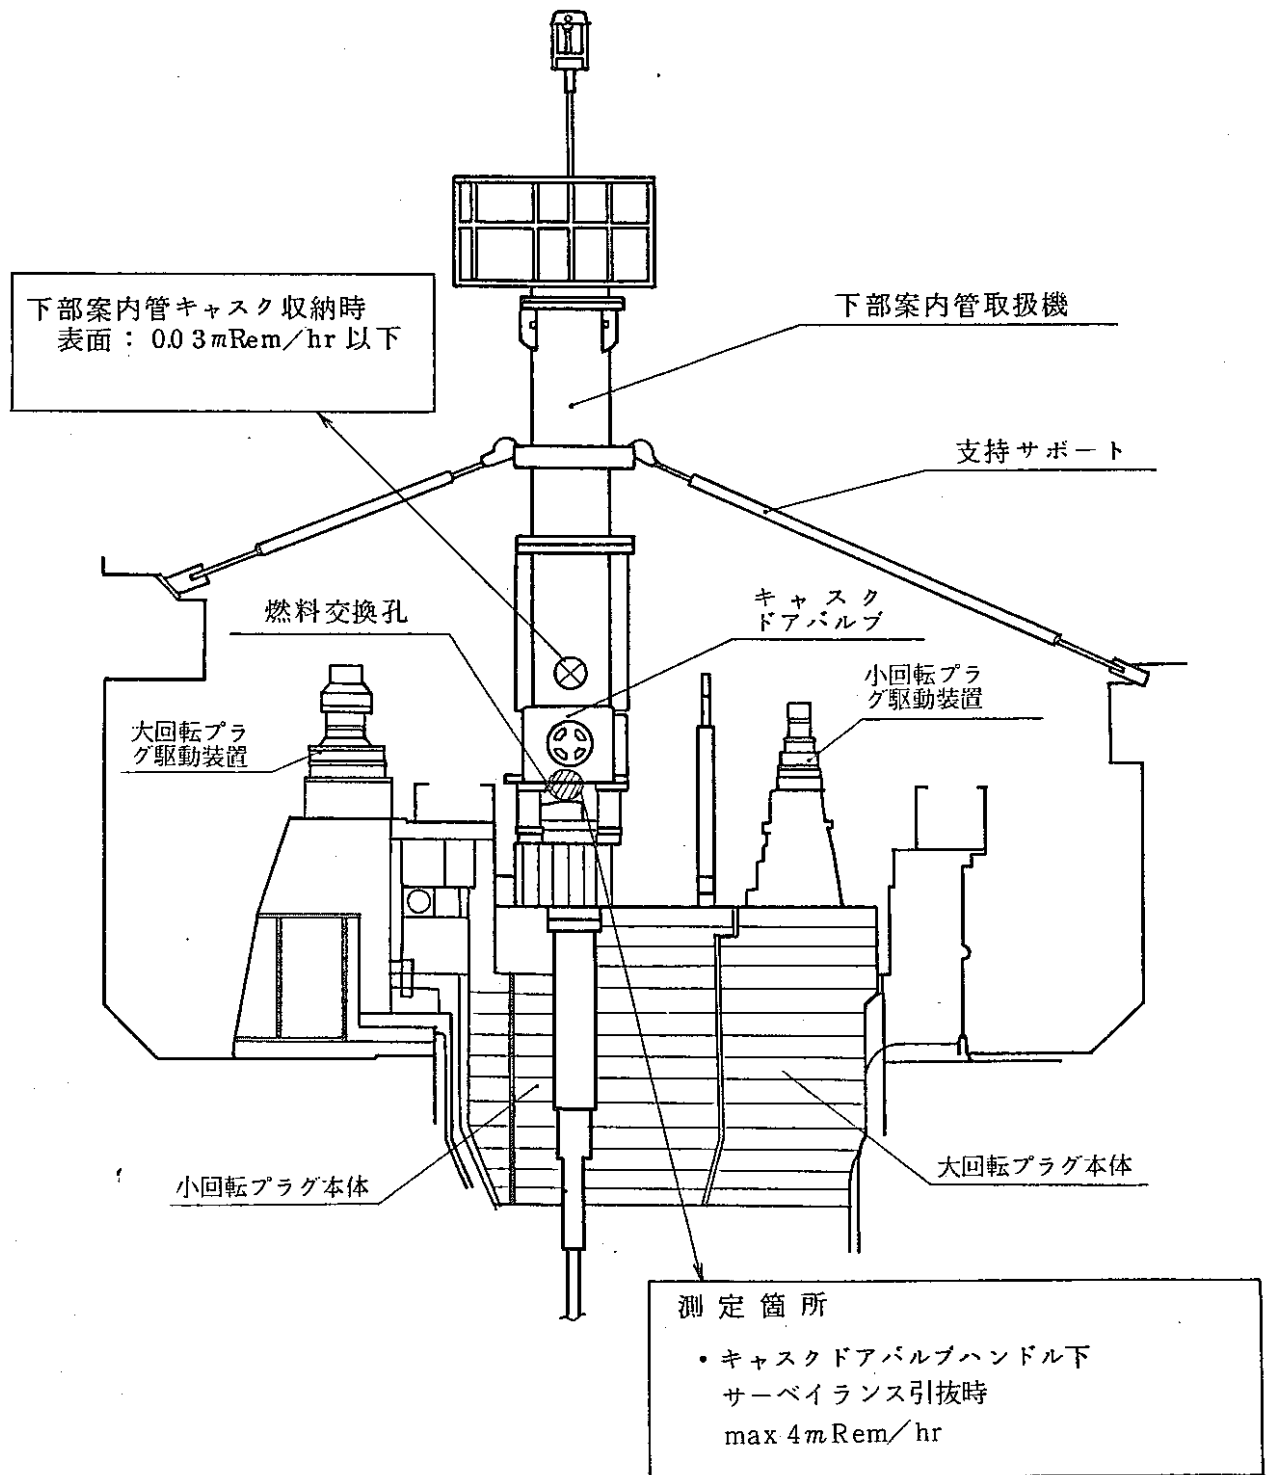 下部案内管キャスク収納時
表面： 0.03mRem/hr 以下
下部案内管取扱機
支持サポート
燃料交換孔
キャスク
ドアバルブ
小回転プラ
グ駆動装置
大回転プラ
グ駆動装置
小回転プラグ本体
大回転プラグ本体
測定箇所
・キャスクドアバルブハンドル下
サーベイランス引抜時
max 4mRem/hr